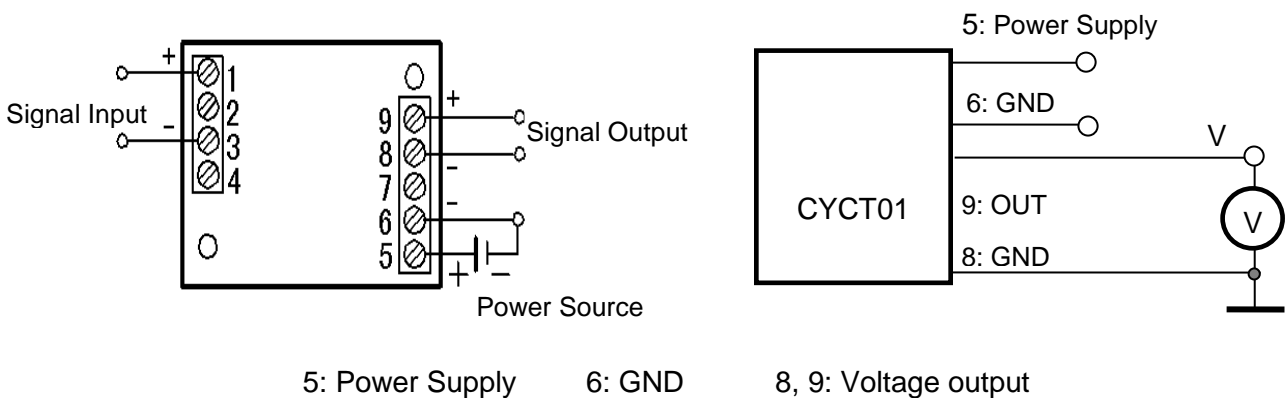 Signal Input
+
-
1
2
3
4
9
8
7
6
5
+
-
-
+ -
Signal Output
Power Source
5: Power Supply
6: GND
V
CYCT01
9: OUT
V
8: GND
5: Power Supply 6: GND 8, 9: Voltage output